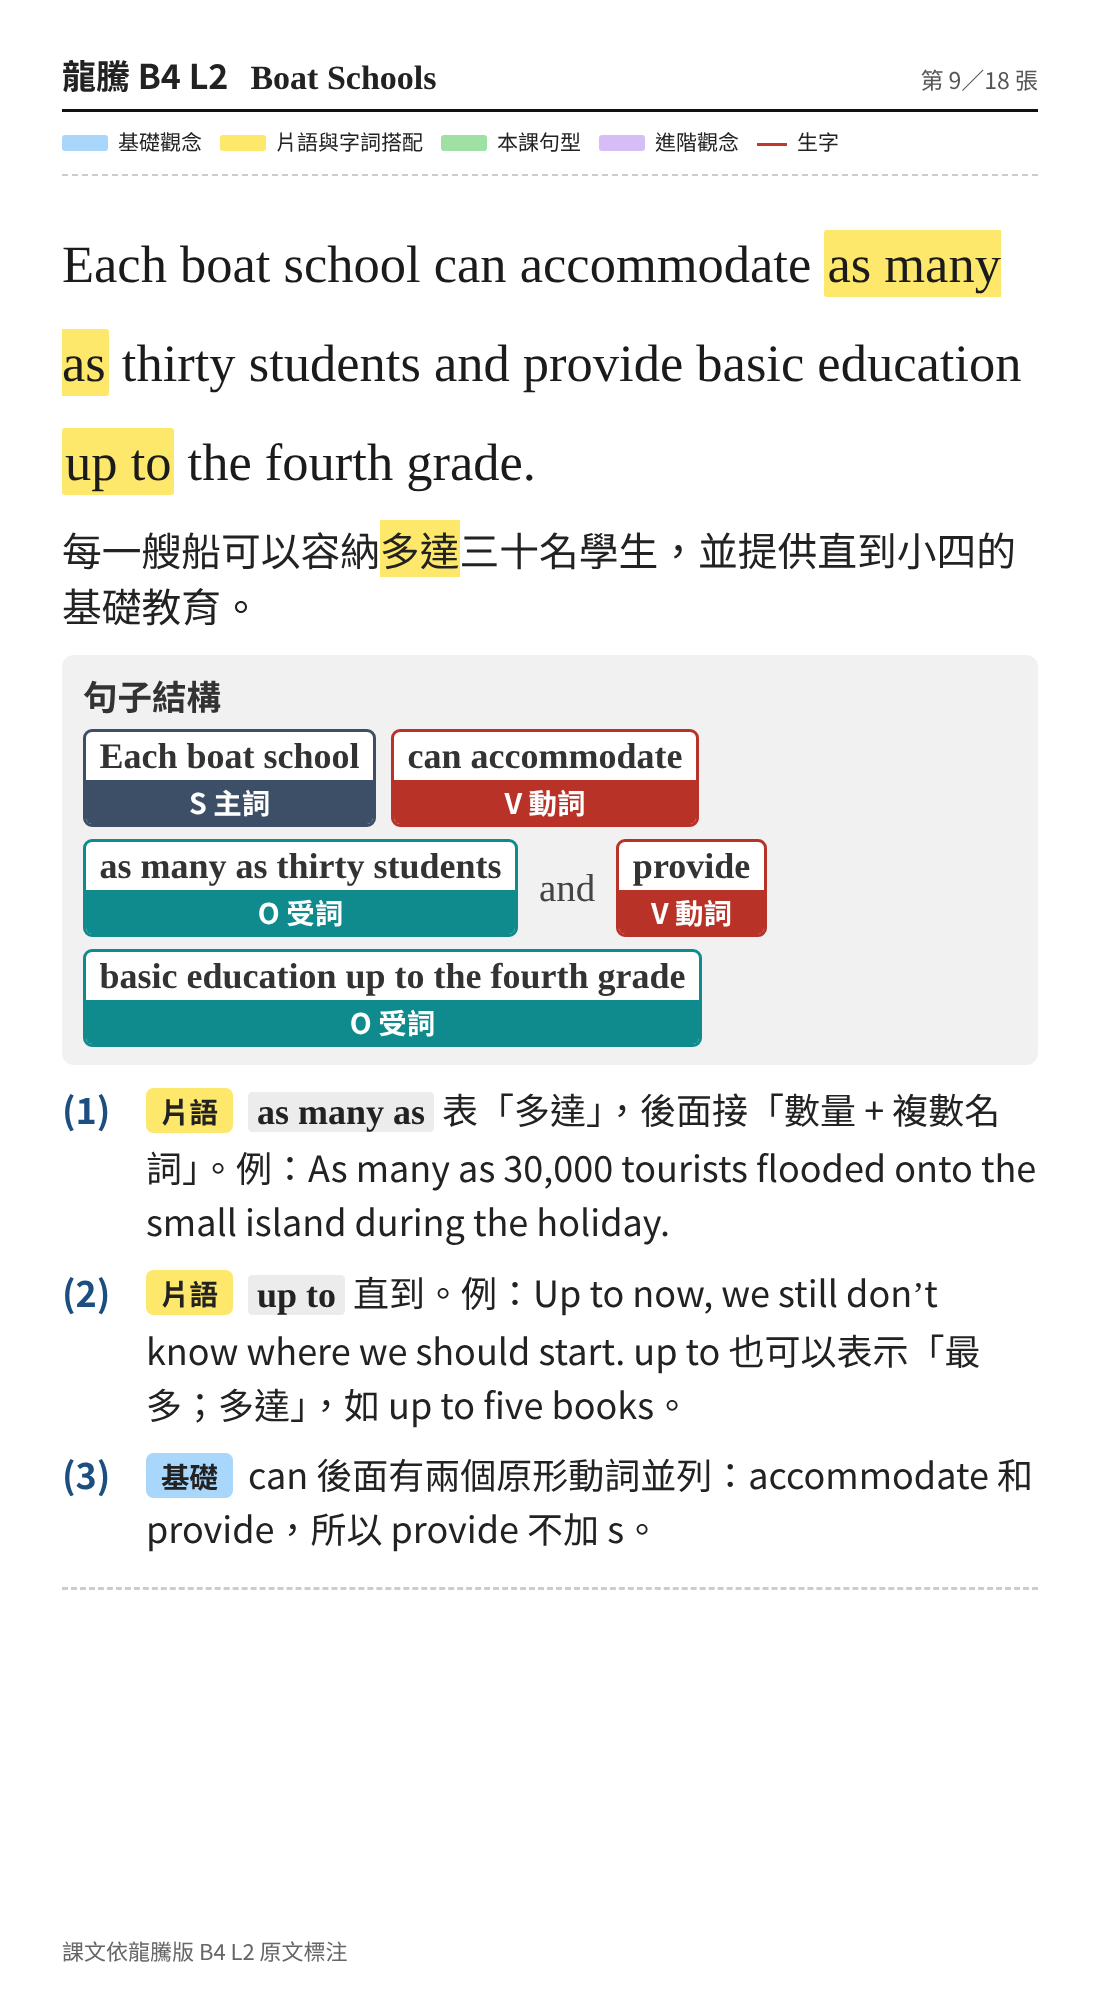 龍騰 B4 L2 Boat Schools
第 9／18 張
基礎觀念 片語與字詞搭配 本課句型 進階觀念 生字
Each boat school can accommodate as many
as thirty students and provide basic education
up to the fourth grade.
每一艘船可以容納多達三十名學生，並提供直到小四的
基礎教育。
句子結構
Each boat school can accommodate
S 主詞 V 動詞
as many as thirty students and provide
O 受詞 V 動詞
basic education up to the fourth grade
O 受詞
(1) 片語 as many as 表「多達」，後面接「數量 + 複數名
詞」。例：As many as 30,000 tourists flooded onto the
small island during the holiday.
(2) 片語 up to 直到。例：Up to now, we still don’t
know where we should start. up to 也可以表示「最
多；多達」，如 up to five books。
(3) 基礎 can 後面有兩個原形動詞並列：accommodate 和
provide，所以 provide 不加 s。
課文依龍騰版 B4 L2 原文標注